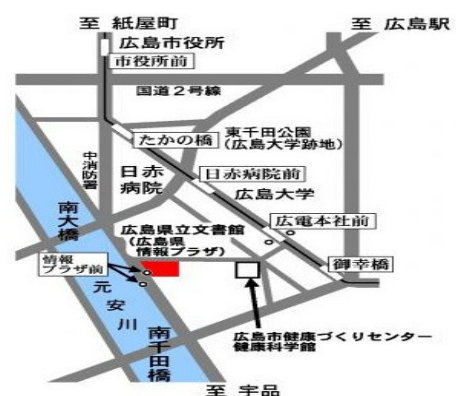 至 紙屋町
至 広島駅
広島市役所
市役所前
国道2号線
たかの橋
東千田公園
(広島大学跡地)
中消防署
日赤
病院
日赤病院前
広島大学
南大橋
広島県立文書館
(広島県
情報プラザ)
広電本社前
情報
プラザ前
御幸橋
元安川
南千田橋
広島市健康づくりセンター
健康科学館
至 宇品